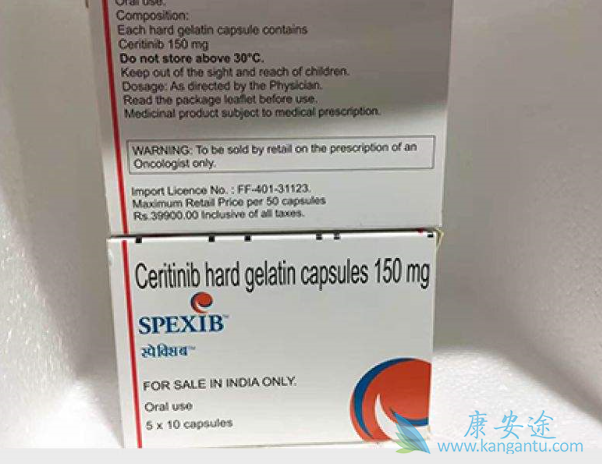 Oral use.
Composition:
Each hard gelatin capsule contains
Ceritinib 150 mg
Do not store above 30°C.
Keep out of the sight and reach of children.
Dosage: As directed by the Physician.
Read the package leaflet before use.
Medicinal product subject to medical prescription.
WARNING: To be sold by retail on the prescription of an
Oncologist only.
Import Licence No. : FF-401-31123.
Maximum Retail Price per 50 capsules
Rs.39900.00 Inclusive of all taxes.
Ceritinib hard gelatin capsules 150 mg
SPEXIB™
स्पेक्सिब™
FOR SALE IN INDIA ONLY.
Oral use
5 x 10 capsules
康安途
www.kangantu.com